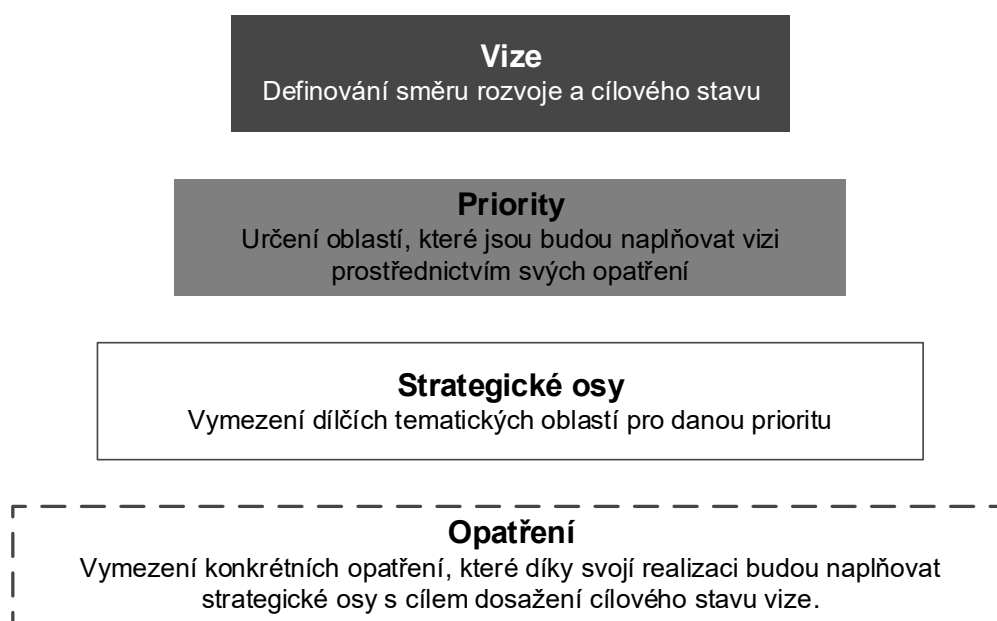 Vize
Definování směru rozvoje a cílového stavu
Priority
Určení oblastí, které jsou budou naplňovat vizi
prostřednictvím svých opatření
Strategické osy
Vymezení dílčích tematických oblastí pro danou prioritu
Opatření
Vymezení konkrétních opatření, které díky svojí realizaci budou naplňovat
strategické osy s cílem dosažení cílového stavu vize.